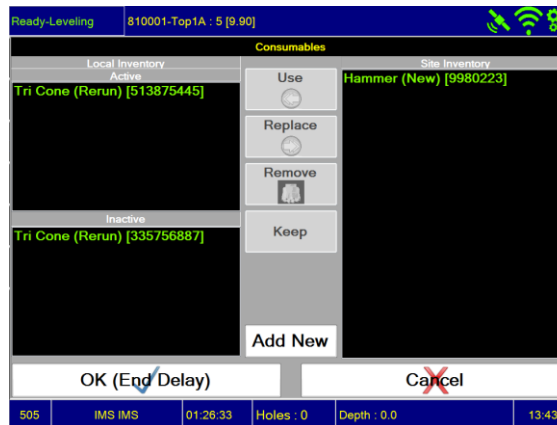 Ready-Leveling
810001-Top1A : 5 [9.90]
Consumables
Local Inventory
Active
Tri Cone (Rerun) [513875445]
Inactive
Tri Cone (Rerun) [335756887]
Use
Replace
Remove
Keep
Add New
Site Inventory
Hammer (New) [9980223]
OK (End Delay)
Cancel
505
IMS IMS
01:26:33
Holes : 0
Depth : 0.0
13:43